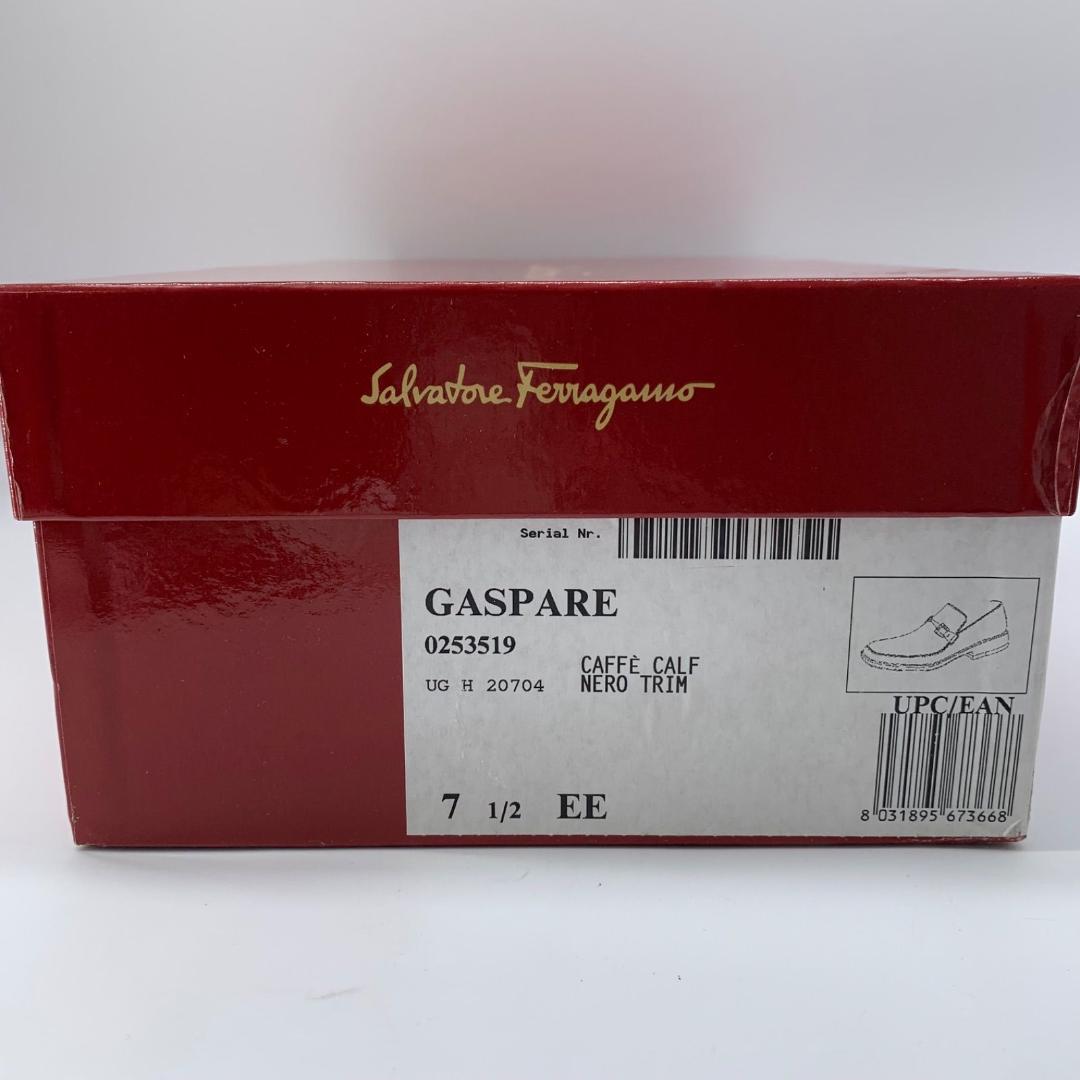 Salvatore Ferragamo
Serial Nr.
GASPARE
0253519
CAFFÈ CALF
UG H 20704 NERO TRIM
UPC/EAN
7 1/2 EE
8 031895 673668